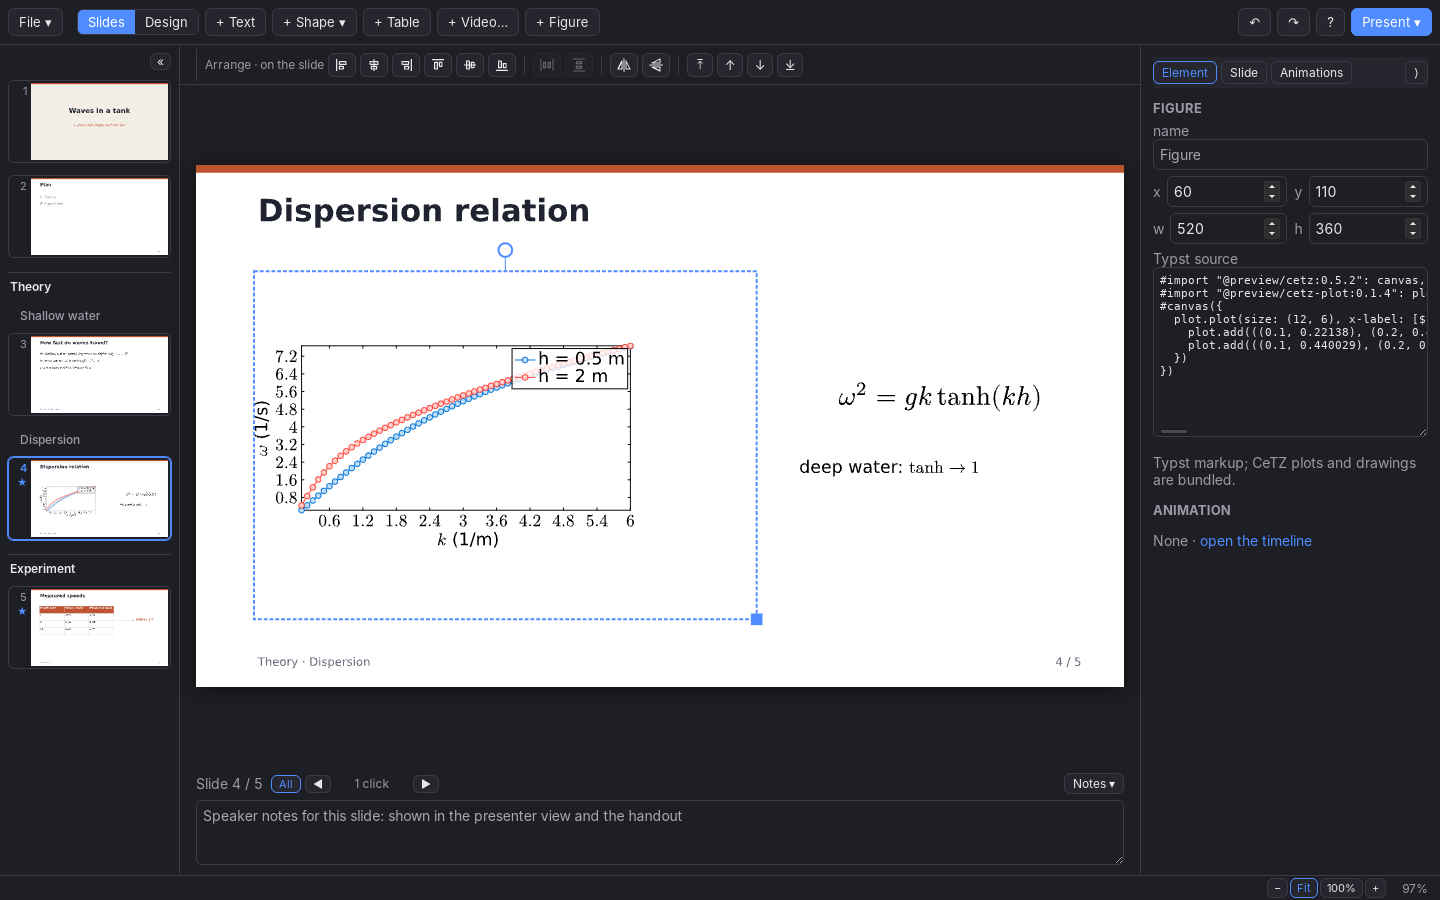 File ▾ Slides Design + Text + Shape ▾ + Table + Video... + Figure ↶ ↷ ? Present ▾
«
Arrange · on the slide
Element Slide Animations ⟩
1
Waves in a tank
2
Plan
Theory
Shallow water
3
How fast do waves travel?
Dispersion
4
★
Dispersion relation
Experiment
5
★
Measured speeds
Dispersion relation
7.2
6.4
5.6
4.8
4
3.2
2.4
1.6
0.8
ω (1/s)
h = 0.5 m
h = 2 m
0.6 1.2 1.8 2.4 3 3.6 4.2 4.8 5.4 6
k (1/m)
ω² = gk tanh(kh)
deep water: tanh → 1
Theory · Dispersion
4 / 5
Slide 4 / 5 All ◀ 1 click ▶ Notes ▾
Speaker notes for this slide: shown in the presenter view and the handout
FIGURE
name
Figure
x 60 y 110
w 520 h 360
Typst source
#import "@preview/cetz:0.5.2": canvas,
#import "@preview/cetz-plot:0.1.4": pl
#canvas({
plot.plot(size: (12, 6), x-label: [$
plot.add(((0.1, 0.22138), (0.2, 0.
plot.add(((0.1, 0.440029), (0.2, 0
})
})
Typst markup; CeTZ plots and drawings
are bundled.
ANIMATION
None · open the timeline
− Fit 100% + 97%